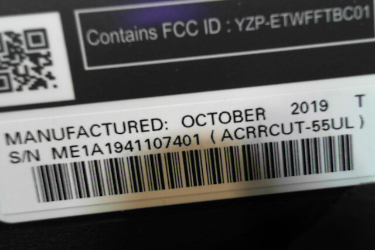 Contains FCC ID : YZP-ETWFFTBC01
MANUFACTURED: OCTOBER 2019 T
S/N ME1A1941107401 ( ACRRCUT-55UL )